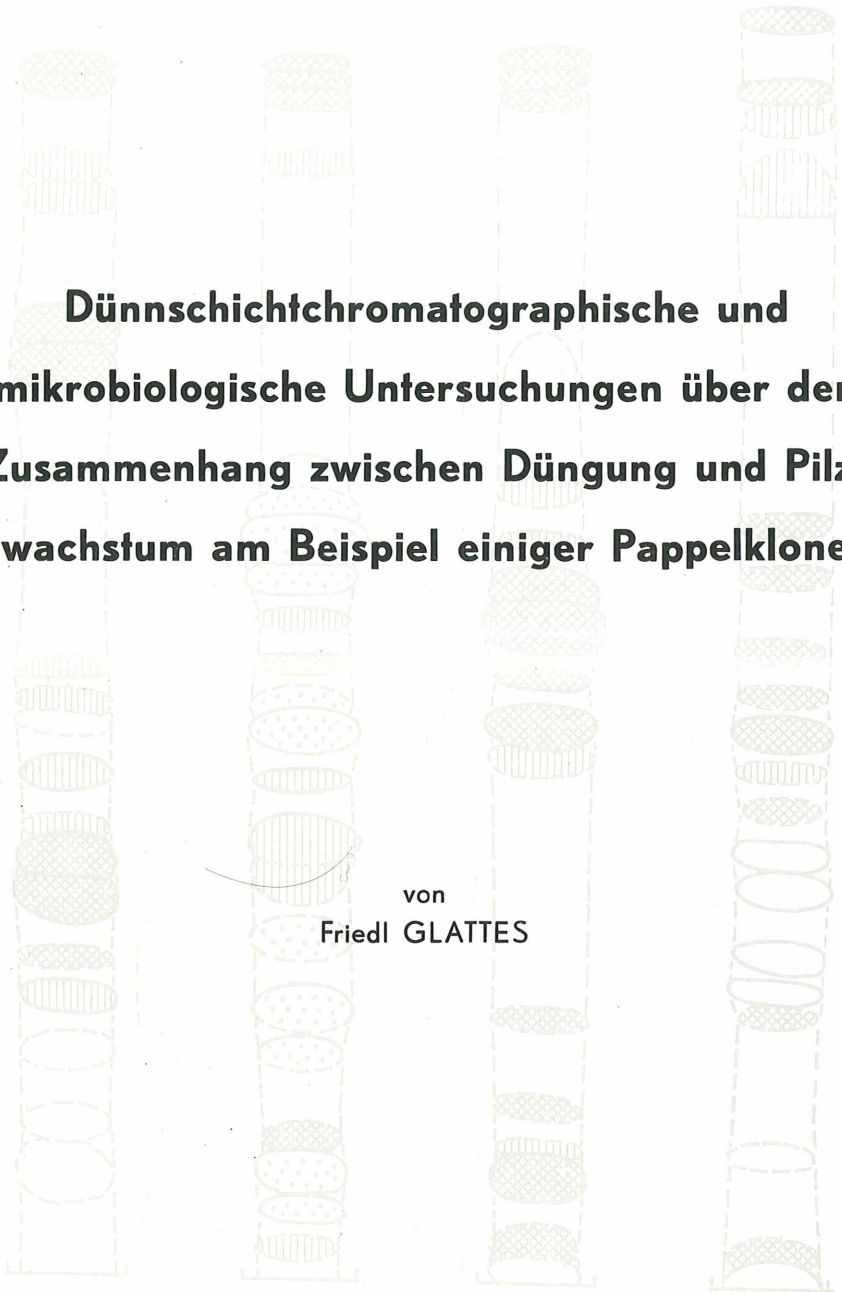 Dünnschichtchromatographische und
mikrobiologische Untersuchungen über den
Zusammenhang zwischen Düngung und Pilz
wachstum am Beispiel einiger Pappelklone
von
Friedl GLATTES